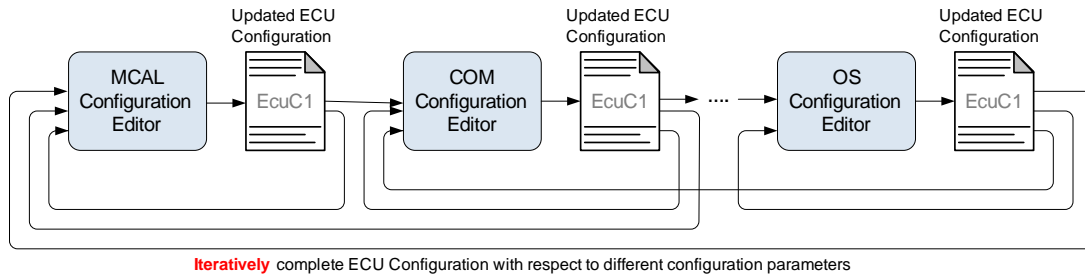 Updated ECU
Configuration
MCAL
Configuration
Editor
EcuC1
Updated ECU
Configuration
COM
Configuration
Editor
EcuC1
....
Updated ECU
Configuration
OS
Configuration
Editor
EcuC1
Iteratively complete ECU Configuration with respect to different configuration parameters